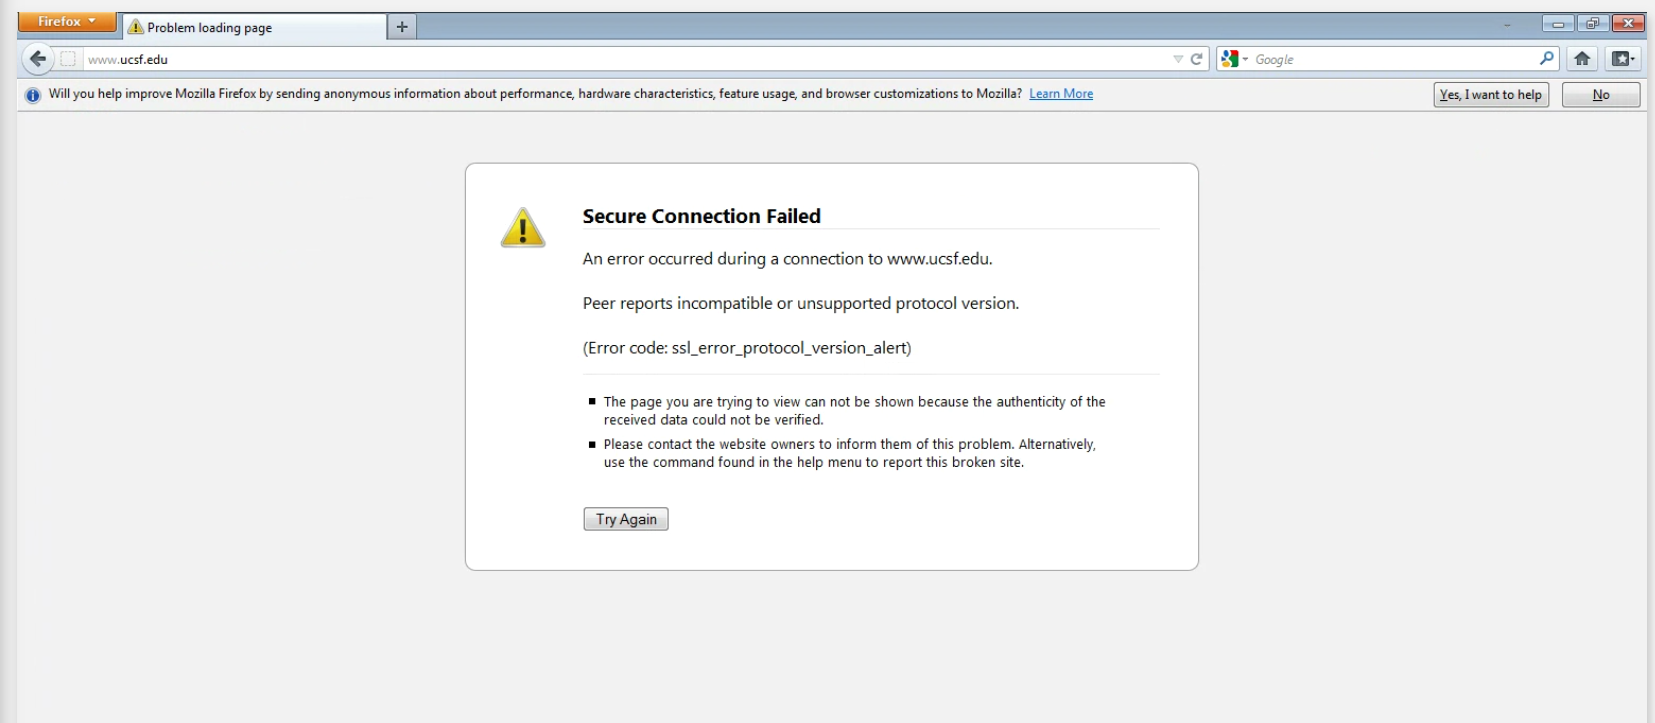 Firefox
Problem loading page
www.ucsf.edu
Google
Will you help improve Mozilla Firefox by sending anonymous information about performance, hardware characteristics, feature usage, and browser customizations to Mozilla? Learn More
Yes, I want to help
No
Secure Connection Failed
An error occurred during a connection to www.ucsf.edu.
Peer reports incompatible or unsupported protocol version.
(Error code: ssl_error_protocol_version_alert)
The page you are trying to view can not be shown because the authenticity of the
received data could not be verified.
Please contact the website owners to inform them of this problem. Alternatively,
use the command found in the help menu to report this broken site.
Try Again